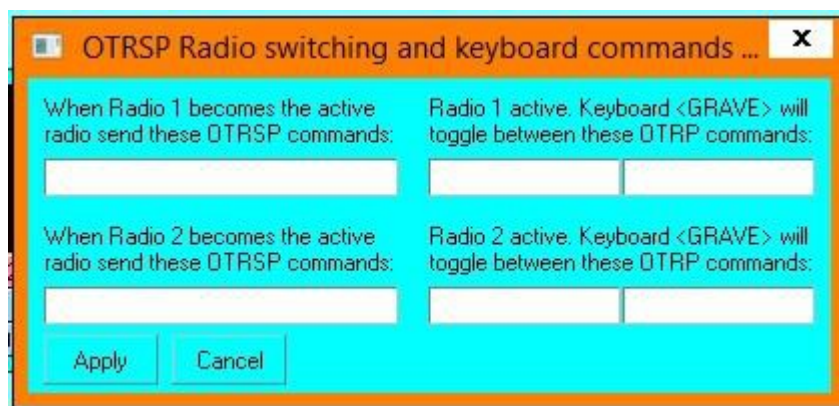 OTRSP Radio switching and keyboard commands ...
x
When Radio 1 becomes the active
radio send these OTRSP commands:
Radio 1 active. Keyboard <GRAVE> will
toggle between these OTRP commands:
When Radio 2 becomes the active
radio send these OTRSP commands:
Radio 2 active. Keyboard <GRAVE> will
toggle between these OTRP commands:
Apply
Cancel